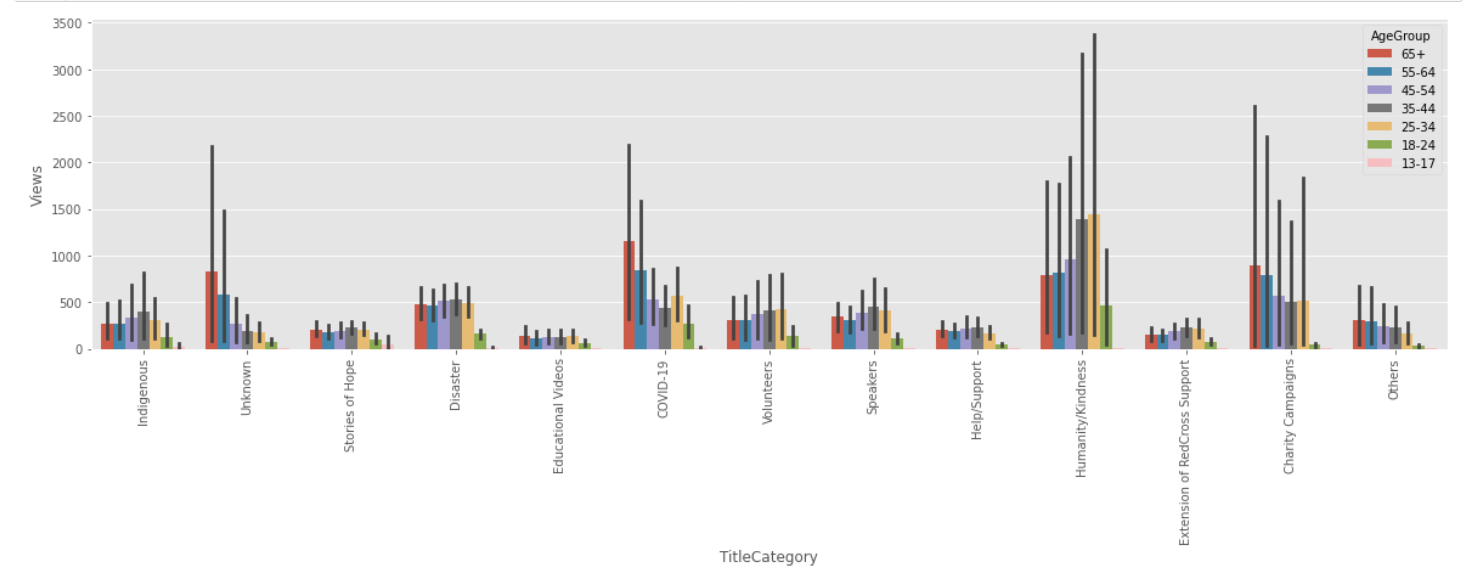 3500
3000
2500
2000
1500
1000
500
0
Views
AgeGroup
65+
55-64
45-54
35-44
25-34
18-24
13-17
Indigenous
Unknown
Stories of Hope
Disaster
Educational Videos
COVID-19
Volunteers
Speakers
Help/Support
Humanity/Kindness
Extension of RedCross Support
Charity Campaigns
Others
TitleCategory